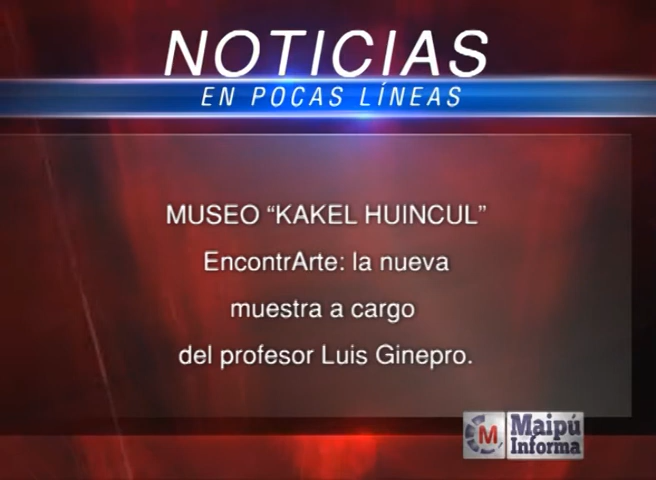 NOTICIAS
EN POCAS LÍNEAS
MUSEO “KAKEL HUINCUL”
EncontrArte: la nueva
muestra a cargo
del profesor Luis Ginepro.
M Maipú
Informa